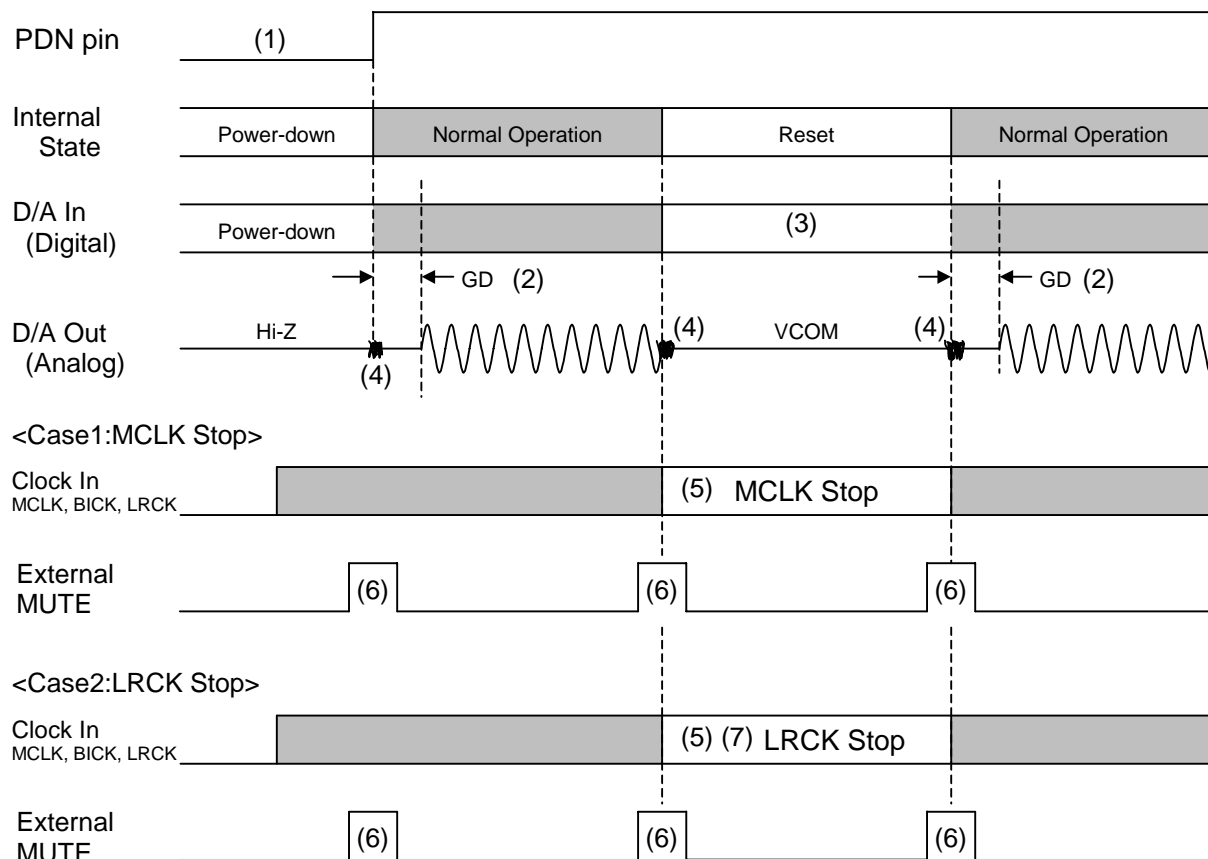 PDN pin (1)
Internal State Power-down Normal Operation Reset Normal Operation
D/A In (Digital) Power-down (3)
GD (2) GD (2)
D/A Out (Analog) Hi-Z (4) (4) VCOM (4)
<Case1:MCLK Stop>
Clock In (5) MCLK Stop
MCLK, BICK, LRCK
External MUTE (6) (6) (6)
<Case2:LRCK Stop>
Clock In (5) (7) LRCK Stop
MCLK, BICK, LRCK
External MUTE (6) (6) (6)